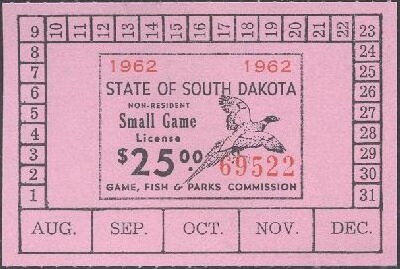 9 10 11 12 13 14 15 16 17 18 19 20 21 22 23
8 24
7 25
6 26
5 27
4 28
3 29
2 30
1 31
1962 1962
STATE OF SOUTH DAKOTA
NON-RESIDENT
Small Game
License
$25.00
69522
GAME, FISH & PARKS COMMISSION
AUG. SEP. OCT. NOV. DEC.